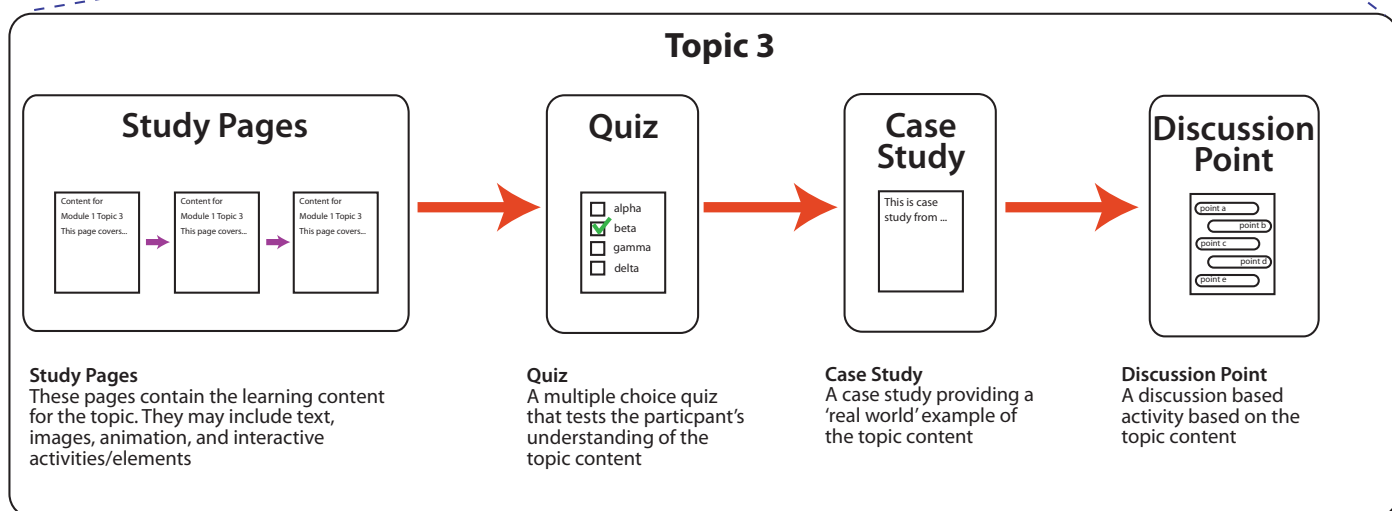 Topic 3
Study Pages
Content for
Module 1 Topic 3
This page covers...
Content for
Module 1 Topic 3
This page covers...
Content for
Module 1 Topic 3
This page covers...
Quiz
alpha
beta
gamma
delta
Case
Study
This is case
study from ...
Discussion
Point
point a
point b
point c
point d
point e
Study Pages
These pages contain the learning content
for the topic. They may include text,
images, animation, and interactive
activities/elements
Quiz
A multiple choice quiz
that tests the particpant's
understanding of the
topic content
Case Study
A case study providing a
‘real world’ example of
the topic content
Discussion Point
A discussion based
activity based on the
topic content